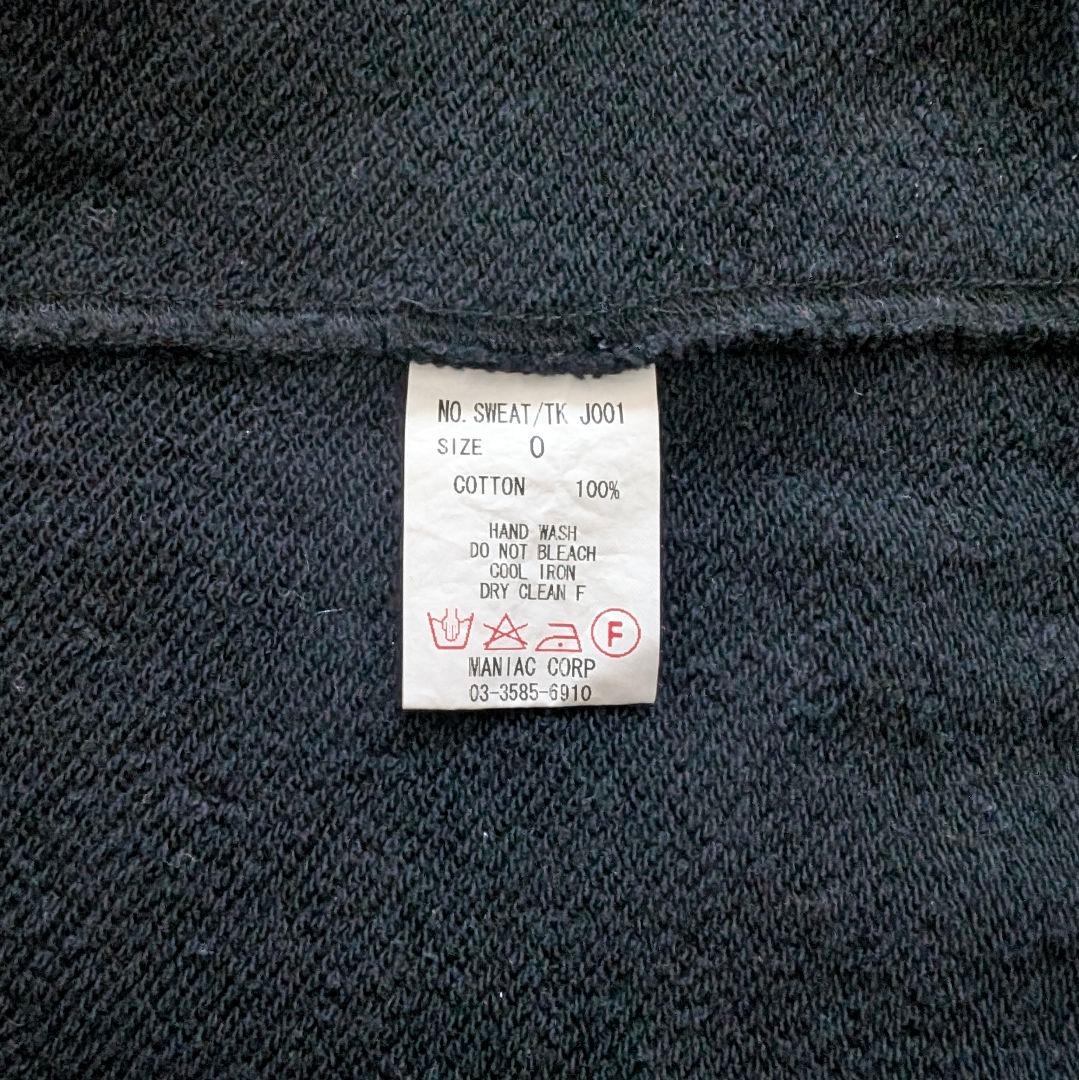 NO. SWEAT/TK J001
SIZE 0
COTTON 100%
HAND WASH
DO NOT BLEACH
COOL IRON
DRY CLEAN F
F
MANIAC CORP
03-3585-6910